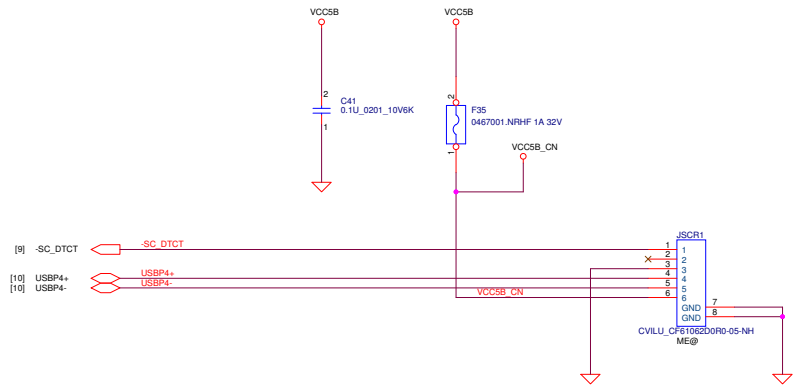 VCC5B
VCC5B
2
C41
0.1U_0201_10V6K
1
2
F35
0467001.NRHF 1A 32V
1
VCC5B_CN
JSCR1
[9] -SC_DTCT
-SC_DTCT
1 1
2 2
3 3
[10] USBP4+
USBP4+
4 4
[10] USBP4-
USBP4-
5 5
VCC5B_CN
6 6
GND 7
GND 8
CVILU_CF61062D0R0-05-NH
ME@